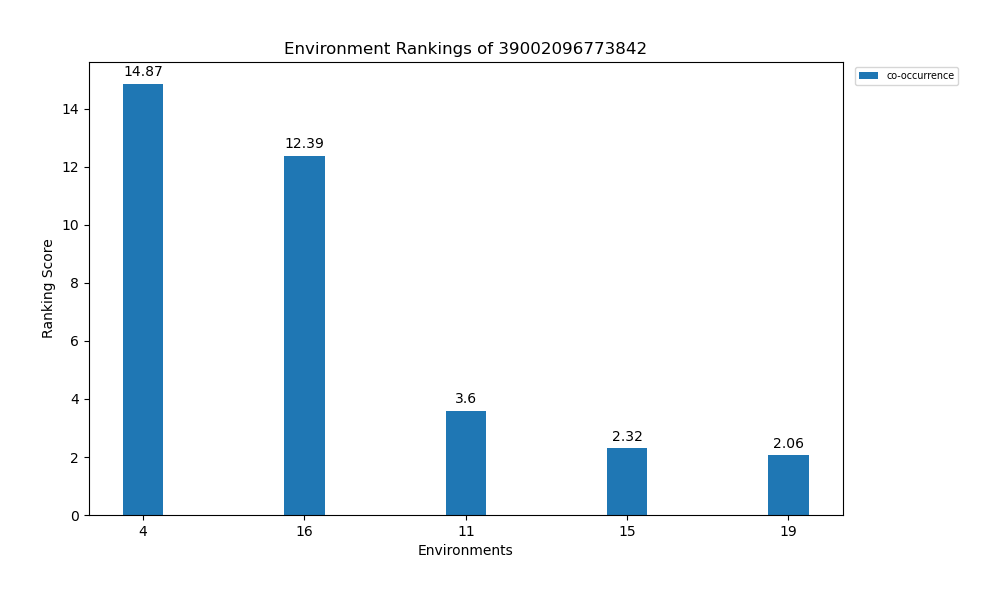 Environment Rankings of 39002096773842
co-occurrence
14.87
12.39
3.6
2.32
2.06
Ranking Score
14
12
10
8
6
4
2
0
4 16 11 15 19
Environments